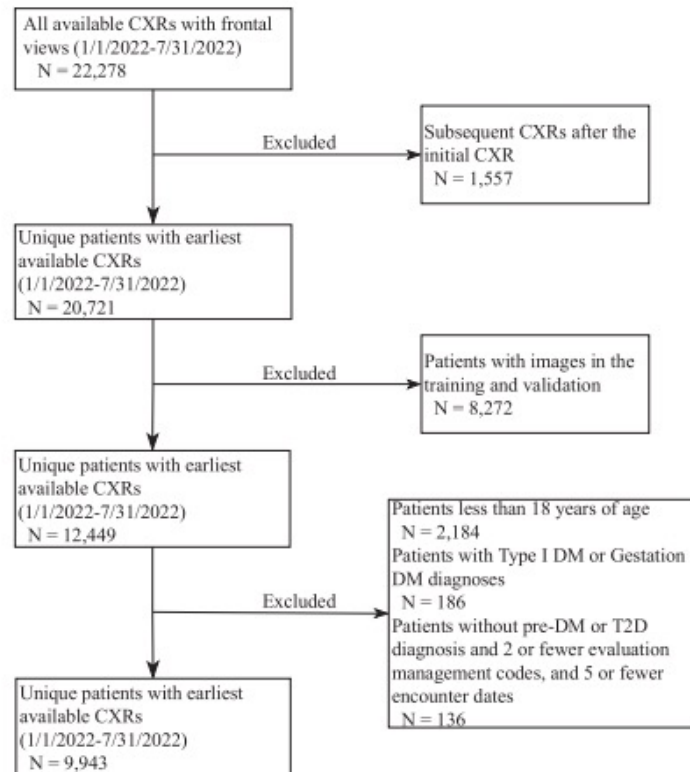 All available CXRs with frontal
views (1/1/2022-7/31/2022)
N = 22,278
Excluded
Subsequent CXRs after the
initial CXR
N = 1,557
Unique patients with earliest
available CXRs
(1/1/2022-7/31/2022)
N = 20,721
Excluded
Patients with images in the
training and validation
N = 8,272
Unique patients with earliest
available CXRs
(1/1/2022-7/31/2022)
N = 12,449
Excluded
Patients less than 18 years of age
N = 2,184
Patients with Type I DM or Gestation
DM diagnoses
N = 186
Patients without pre-DM or T2D
diagnosis and 2 or fewer evaluation
management codes, and 5 or fewer
encounter dates
N = 136
Unique patients with earliest
available CXRs
(1/1/2022-7/31/2022)
N = 9,943